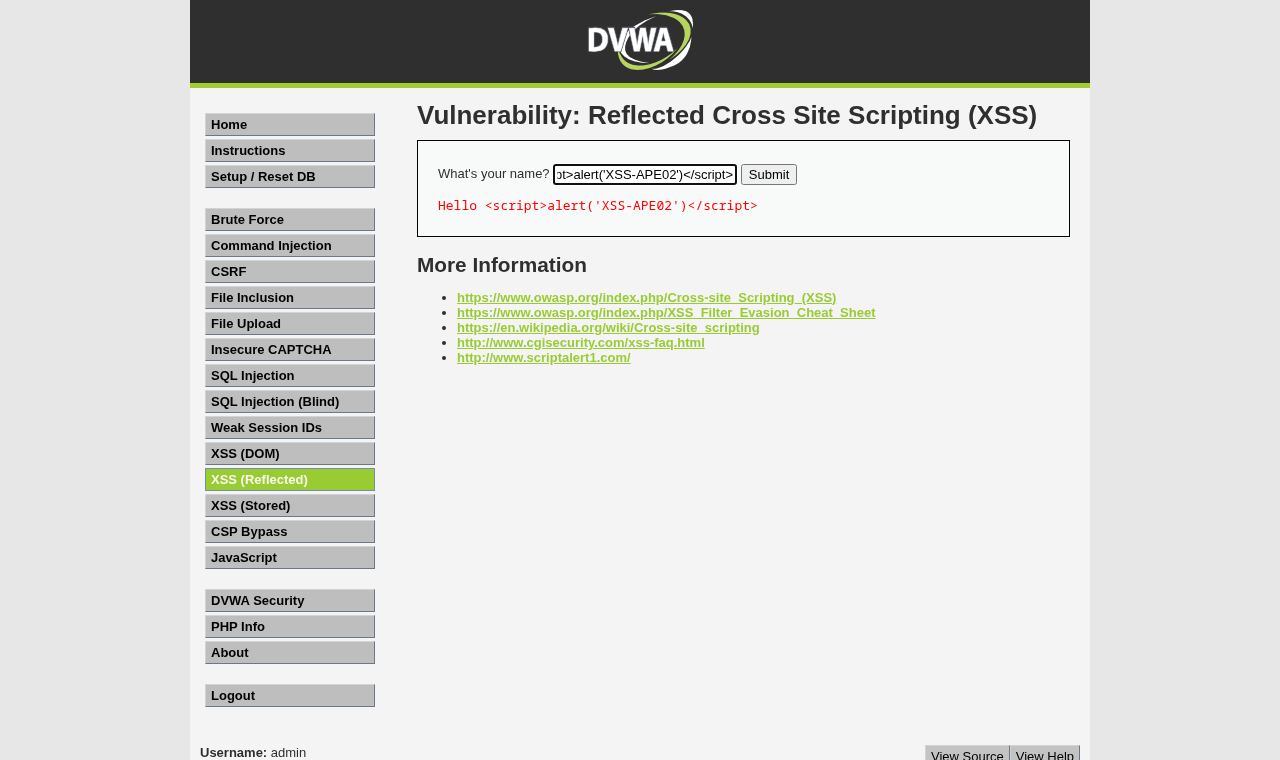 DVWA
Vulnerability: Reflected Cross Site Scripting (XSS)
Home
Instructions
Setup / Reset DB
Brute Force
Command Injection
CSRF
File Inclusion
File Upload
Insecure CAPTCHA
SQL Injection
SQL Injection (Blind)
Weak Session IDs
XSS (DOM)
XSS (Reflected)
XSS (Stored)
CSP Bypass
JavaScript
DVWA Security
PHP Info
About
Logout
What's your name? pt>alert('XSS-APE02')</script> Submit
Hello <script>alert('XSS-APE02')</script>
More Information
https://www.owasp.org/index.php/Cross-site_Scripting_(XSS)
https://www.owasp.org/index.php/XSS_Filter_Evasion_Cheat_Sheet
https://en.wikipedia.org/wiki/Cross-site_scripting
http://www.cgisecurity.com/xss-faq.html
http://www.scriptalert1.com/
Username: admin
View Source View Help